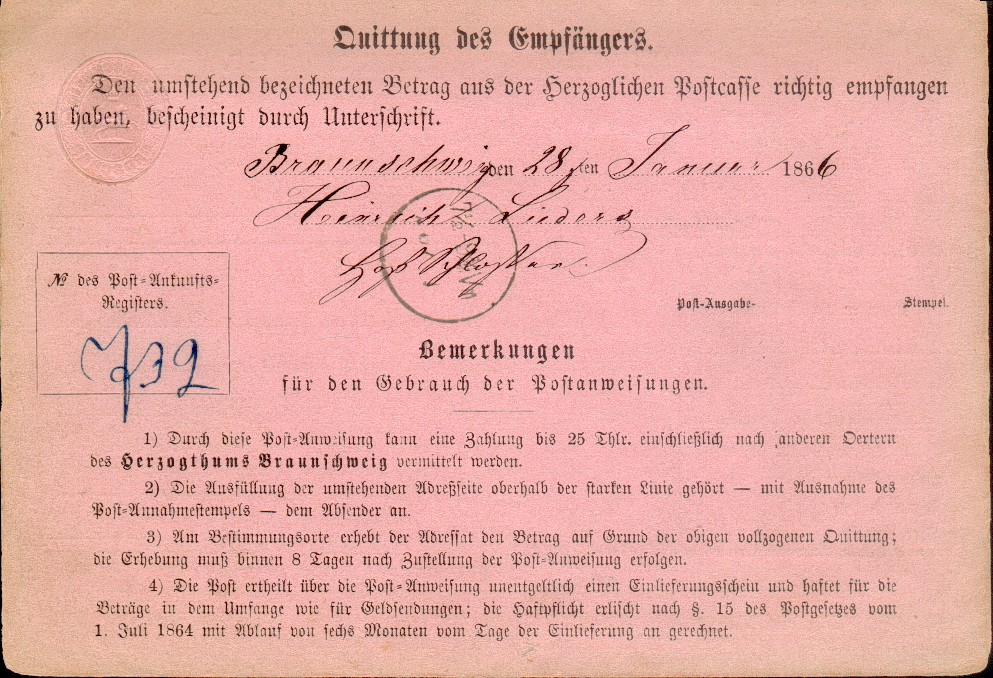 Quittung des Empfängers.
Den umstehend bezeichneten Betrag aus der Herzoglichen Postcasse richtig empfangen
zu haben, bescheinigt durch Unterschrift.
Braunschweig den 28 ten Januar 1866
Heinrich Lüders
№ des Post-Ankunfts-
Registers.
732
Post-Ausgabe- Stempel.
Bemerkungen
für den Gebrauch der Postanweisungen.
1) Durch diese Post-Anweisung kann eine Zahlung bis 25 Thlr. einschließlich nach anderen Oertern
des Herzogthums Braunschweig vermittelt werden.
2) Die Ausfüllung der umstehenden Adreßseite oberhalb der starken Linie gehört — mit Ausnahme des
Post-Annahmestempels — dem Absender an.
3) Am Bestimmungsorte erhebt der Adressat den Betrag auf Grund der obigen vollzogenen Quittung;
die Erhebung muß binnen 8 Tagen nach Zustellung der Post-Anweisung erfolgen.
4) Die Post ertheilt über die Post-Anweisung unentgeltlich einen Einlieferungsschein und haftet für die
Beträge in dem Umfange wie für Geldsendungen; die Haftpflicht erlischt nach §. 15 des Postgesetzes vom
1. Juli 1864 mit Ablauf von sechs Monaten vom Tage der Einlieferung an gerechnet.